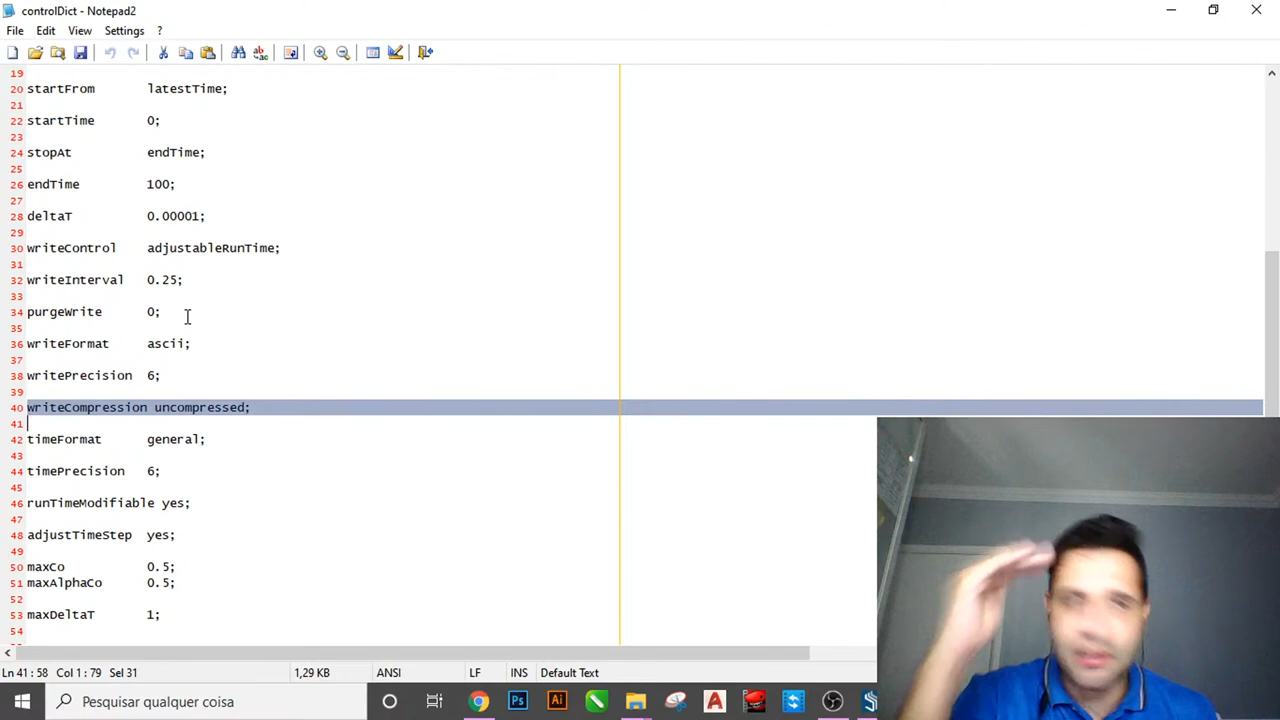 controlDict - Notepad2
File Edit View Settings ?
19
20 startFrom latestTime;
21
22 startTime 0;
23
24 stopAt endTime;
25
26 endTime 100;
27
28 deltaT 0.00001;
29
30 writeControl adjustableRunTime;
31
32 writeInterval 0.25;
33
34 purgeWrite 0;
35
36 writeFormat ascii;
37
38 writePrecision 6;
39
40 writeCompression uncompressed;
41
42 timeFormat general;
43
44 timePrecision 6;
45
46 runTimeModifiable yes;
47
48 adjustTimeStep yes;
49
50 maxCo 0.5;
51 maxAlphaCo 0.5;
53 maxDeltaT 1;
54
Ln 41 : 58 Col 1 : 79 Sel 31 1,29 KB ANSI LF INS Default Text
Pesquisar qualquer coisa Ps Ai A